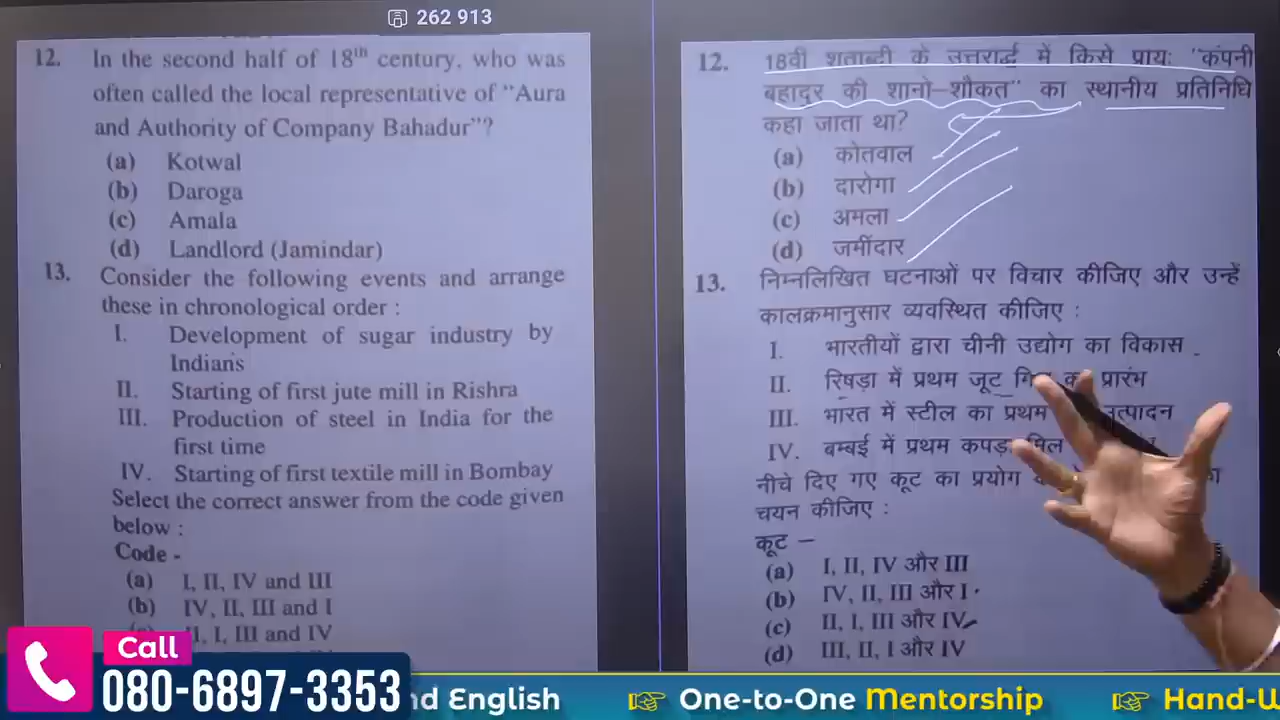 262 913
12. In the second half of 18th century, who was
often called the local representative of "Aura
and Authority of Company Bahadur"?
(a) Kotwal
(b) Daroga
(c) Amala
(d) Landlord (Jamindar)
13. Consider the following events and arrange
these in chronological order :
I. Development of sugar industry by
Indians
II. Starting of first jute mill in Rishra
III. Production of steel in India for the
first time
IV. Starting of first textile mill in Bombay
Select the correct answer from the code given
below :
Code -
(a) I, II, IV and III
(b) IV, II, III and I
I, III and IV
12. 18वीं शताब्दी के उत्तरार्द्ध में किसे प्रायः "कंपनी
बहादुर की शानो-शौकत" का स्थानीय प्रतिनिधि
कहा जाता था?
(a) कोतवाल
(b) दारोगा
(c) अमला
(d) जमींदार
13. निम्नलिखित घटनाओं पर विचार कीजिए और उन्हें
कालक्रमानुसार व्यवस्थित कीजिए :
I. भारतीयों द्वारा चीनी उद्योग का विकास
II. रिषड़ा में प्रथम जूट प्रारंभ
III. भारत में स्टील का प्रथम
IV. बम्बई में प्रथम कपड़ा मिल
नीचे दिए गए कूट का प्रयोग
चयन कीजिए :
कूट –
(a) I, II, IV और III
(b) IV, II, III और I
(c) II, I, III और IV
(d) III, II, I और IV
Call
080-6897-3353
English
One-to-One Mentorship